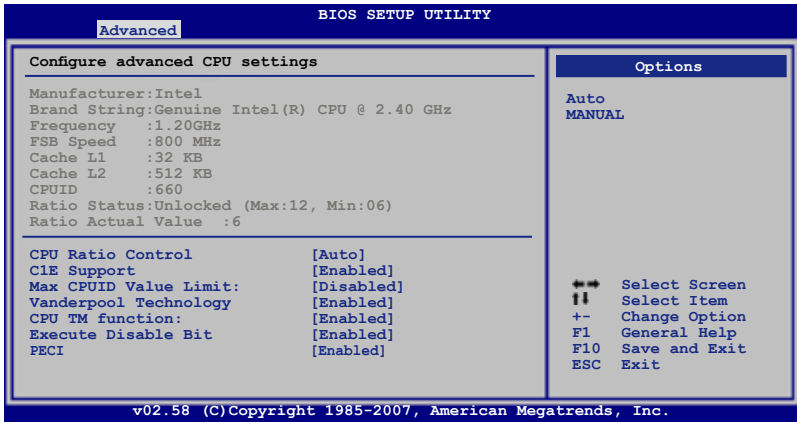 BIOS SETUP UTILITY
Advanced
Configure advanced CPU settings
Manufacturer:Intel
Brand String:Genuine Intel(R) CPU @ 2.40 GHz
Frequency :1.20GHz
FSB Speed :800 MHz
Cache L1 :32 KB
Cache L2 :512 KB
CPUID :660
Ratio Status:Unlocked (Max:12, Min:06)
Ratio Actual Value :6
CPU Ratio Control [Auto]
C1E Support [Enabled]
Max CPUID Value Limit: [Disabled]
Vanderpool Technology [Enabled]
CPU TM function: [Enabled]
Execute Disable Bit [Enabled]
PECI [Enabled]
Options
Auto
MANUAL
←→ Select Screen
↑↓ Select Item
+- Change Option
F1 General Help
F10 Save and Exit
ESC Exit
v02.58 (C)Copyright 1985-2007, American Megatrends, Inc.